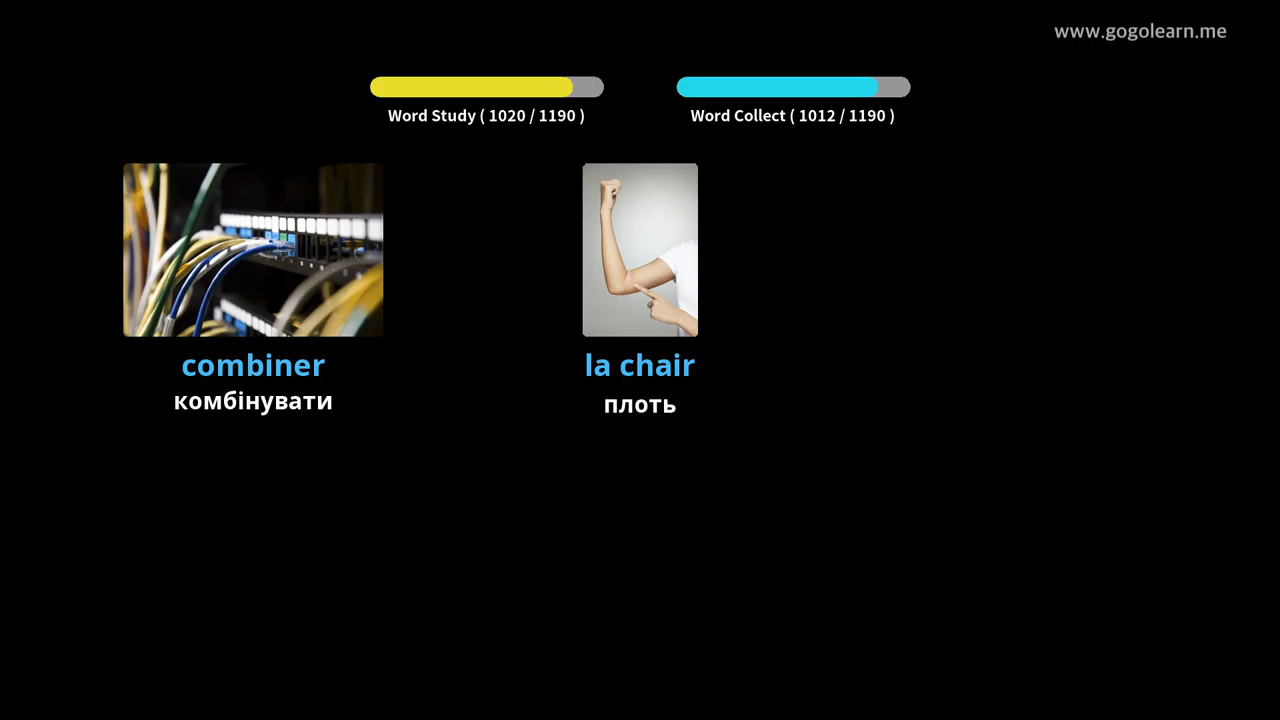 www.gogolearn.me
Word Study ( 1020 / 1190 )
Word Collect ( 1012 / 1190 )
combiner
комбінувати
la chair
плоть